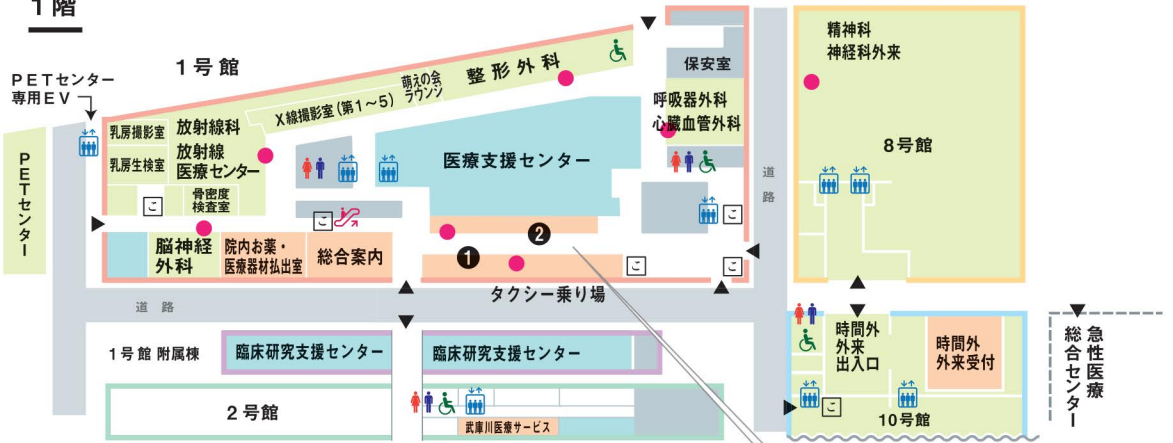 1階
1号館
PETセンター
専用EV
PETセンター
乳房撮影室
乳房生検室
放射線科
放射線
医療センター
骨密度
検査室
こ
X線撮影室(第1～5)
萌えの会
ラウンジ
整形外科
保安室
呼吸器外科
心臓血管外科
医療支援センター
こ
こ
脳神経
外科
院内お薬・
医療器材払出室
総合案内
1
2
こ
こ
タクシー乗り場
道路
道路
精神科
神経科外来
8号館
1号館 附属棟
臨床研究支援センター
臨床研究支援センター
2号館
武庫川医療サービス
時間外
外来
出入口
時間外
外来受付
こ
10号館
急性医療
総合センター